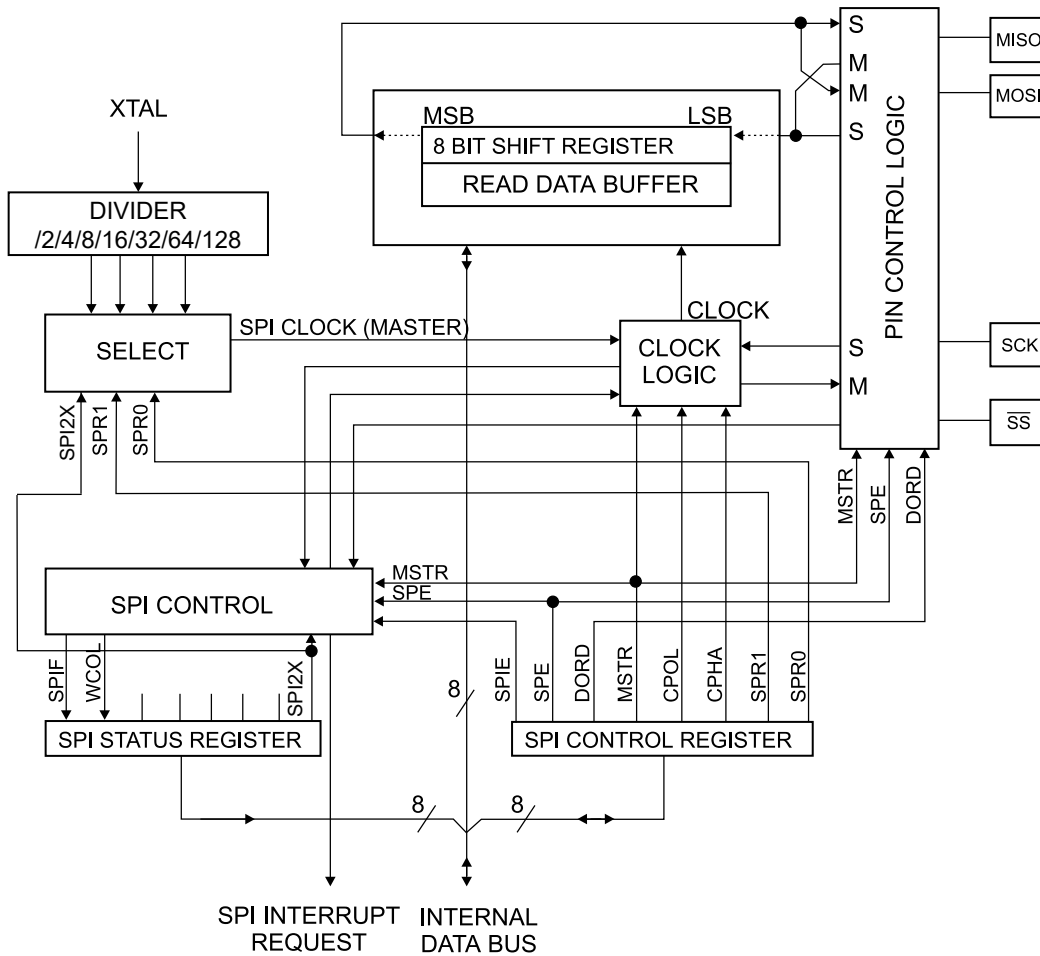 S
MISO
M
XTAL
M
MOSI
MSB
LSB
S
8 BIT SHIFT REGISTER
READ DATA BUFFER
PIN CONTROL LOGIC
DIVIDER
/2/4/8/16/32/64/128
SPI CLOCK (MASTER)
CLOCK
SELECT
CLOCK
LOGIC
S
SCK
M
SPI2X
SPR1
SPR0
SS
MSTR
SPE
DORD
MSTR
SPE
SPI CONTROL
SPIF
WCOL
SPI2X
8
SPIE
SPE
DORD
MSTR
CPOL
CPHA
SPR1
SPR0
SPI STATUS REGISTER
SPI CONTROL REGISTER
8
8
SPI INTERRUPT
REQUEST
INTERNAL
DATA BUS